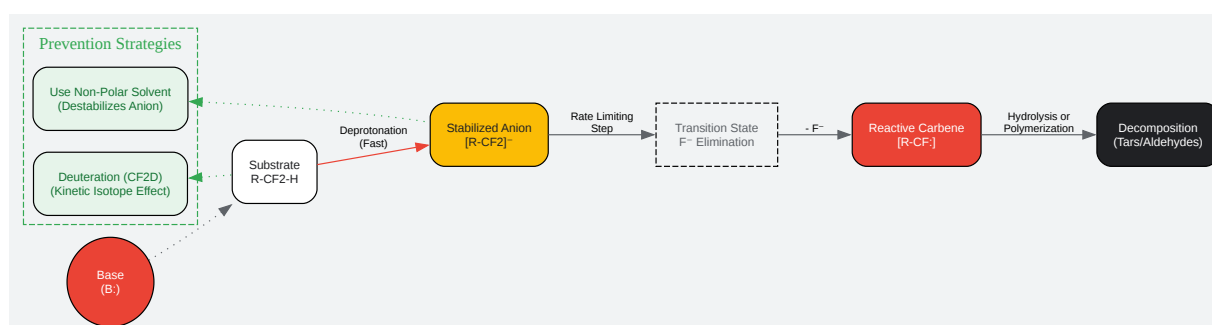 Prevention Strategies
Use Non-Polar Solvent
(Destabilizes Anion)
Deuteration (CF2D)
(Kinetic Isotope Effect)
Base
(B:)
Substrate
R-CF2-H
Deprotonation
(Fast)
Stabilized Anion
[R-CF2]⁻
Rate Limiting
Step
Transition State
F⁻ Elimination
- F⁻
Reactive Carbene
[R-CF:]
Hydrolysis or
Polymerization
Decomposition
(Tars/Aldehydes)